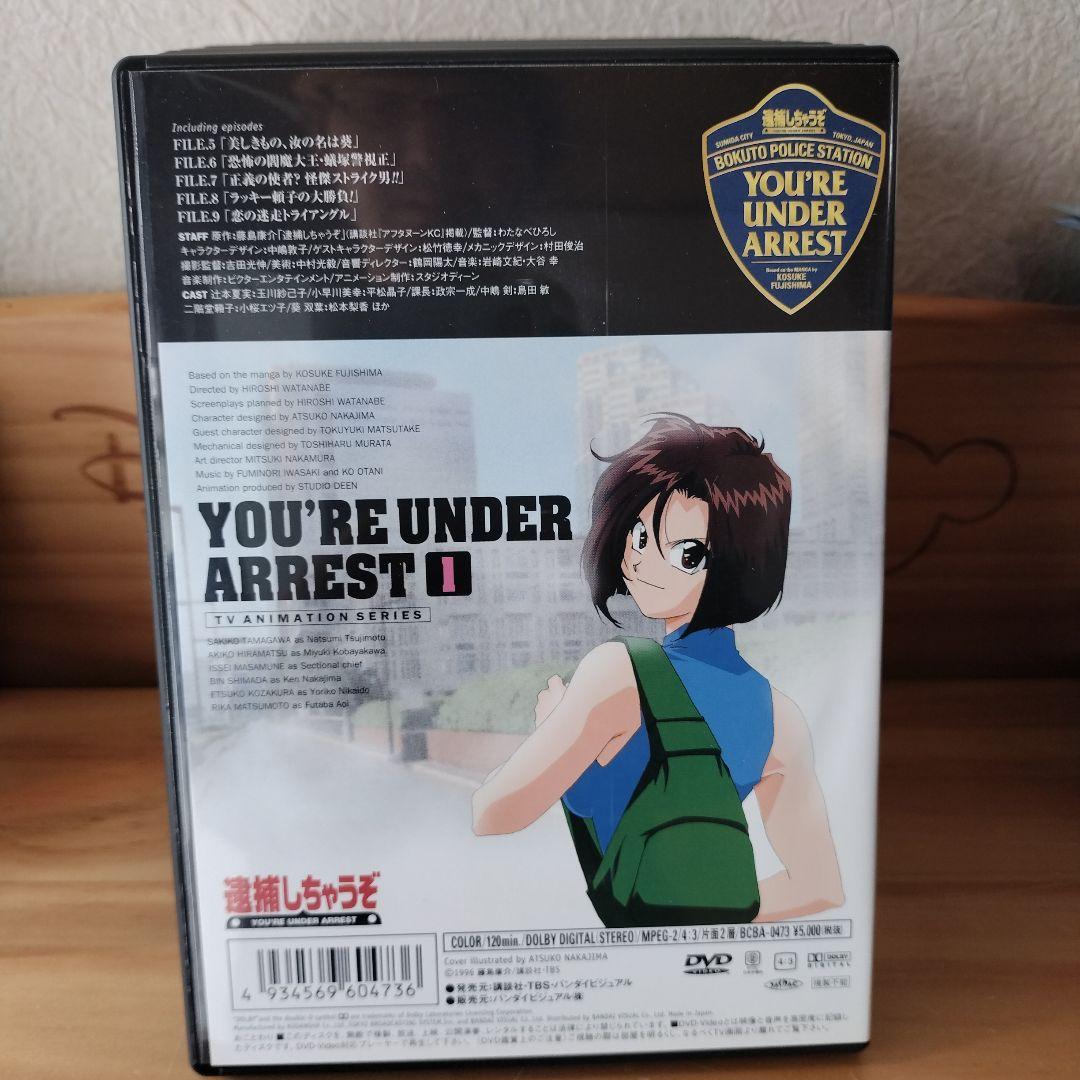 Including episodes
FILE.5「美しきもの、汝の名は葵」
FILE.6「恐怖の閻魔大王・蟻塚警視正」
FILE.7「正義の使者? 怪傑ストライク男!!」
FILE.8「ラッキー頼子の大勝負!」
FILE.9「恋の迷走トライアングル」
STAFF 原作:藤島康介「逮捕しちゃうぞ」(講談社『アフタヌーンKC』掲載)/監督:わたなべひろし
キャラクターデザイン:中嶋敦子/ゲストキャラクターデザイン:松竹徳幸/メカニックデザイン:村田俊治
撮影監督:吉田光伸/美術:中村光毅/音響ディレクター:鶴岡陽太/音楽:岩崎文紀・大谷 幸
音楽制作:ビクターエンタテインメント/アニメーション制作:スタジオディーン
CAST 辻本夏実:玉川紗己子/小早川美幸:平松晶子/課長:政宗一成/中嶋 剣:島田 敏
二階堂頼子:小桜エツ子/葵 双葉:松本梨香 ほか
逮捕しちゃうぞ
YOU'RE UNDER ARREST
SUMIDA CITY TOKYO, JAPAN
BOKUTO POLICE STATION
YOU'RE
UNDER
ARREST
Based on the MANGA by
KOSUKE
FUJISHIMA
Based on the manga by KOSUKE FUJISHIMA
Directed by HIROSHI WATANABE
Screenplays planned by HIROSHI WATANABE
Character designed by ATSUKO NAKAJIMA
Guest character designed by TOKUYUKI MATSUTAKE
Mechanical designed by TOSHIHARU MURATA
Art director MITSUKI NAKAMURA
Music by FUMINORI IWASAKI and KO OTANI
Animation produced by STUDIO DEEN
YOU'RE UNDER
ARREST 1
TV ANIMATION SERIES
SAKIKO TAMAGAWA as Natsumi Tsujimoto
AKIKO HIRAMATSU as Miyuki Kobayakawa
ISSEI MASAMUNE as Sectional chief
BIN SHIMADA as Ken Nakajima
ETSUKO KOZAKURA as Yoriko Nikaido
RIKA MATSUMOTO as Futaba Aoi
逮捕しちゃうぞ
YOU'RE UNDER ARREST
4 934569 604736
COLOR/120min./DOLBY DIGITAL/STEREO/MPEG-2/4:3/片面2層/BCBA-0473 ¥5,000(税抜)
Cover illustrated by ATSUKO NAKAJIMA
©1996 藤島康介/講談社・TBS
●発売元:講談社・TBS・バンダイビジュアル
●販売元:バンダイビジュアル㈱
DVD
VIDEO
4:3
DOLBY
DIGITAL
複製不能